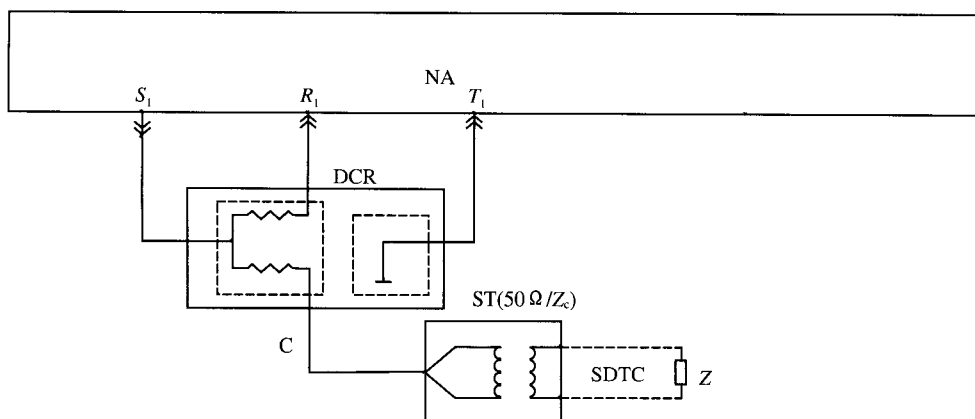 NA
S₁
R₁
T₁
DCR
ST(50 Ω/Zc)
C
SDTC
Z